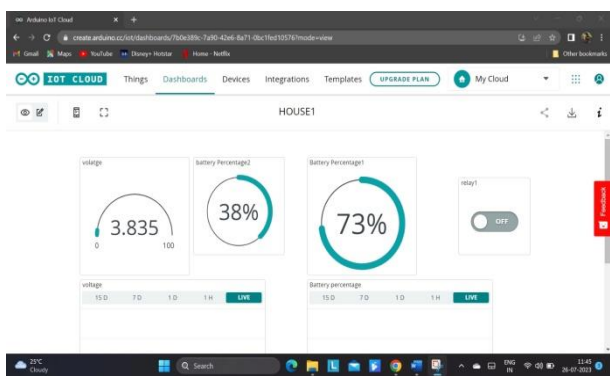 Arduino IoT Cloud
create.arduino.cc/iot/dashboards/7b0e389c-7a90-42e6-8a71-0bc1fed10576?mode=view
Gmail Maps YouTube Disney+ Hotstar Home - Netflix Other bookmarks
IOT CLOUD Things Dashboards Devices Integrations Templates UPGRADE PLAN My Cloud
HOUSE1
volatge
battery Percentage2
Battery Percentage1
relay1
3.835
0 100
38%
73%
OFF
Feedback
voltage
15 D 7 D 1 D 1 H LIVE
Battery percentage
15 D 7 D 1 D 1 H LIVE
25°C
Cloudy
Search
ENG
IN
11:45
26-07-2023